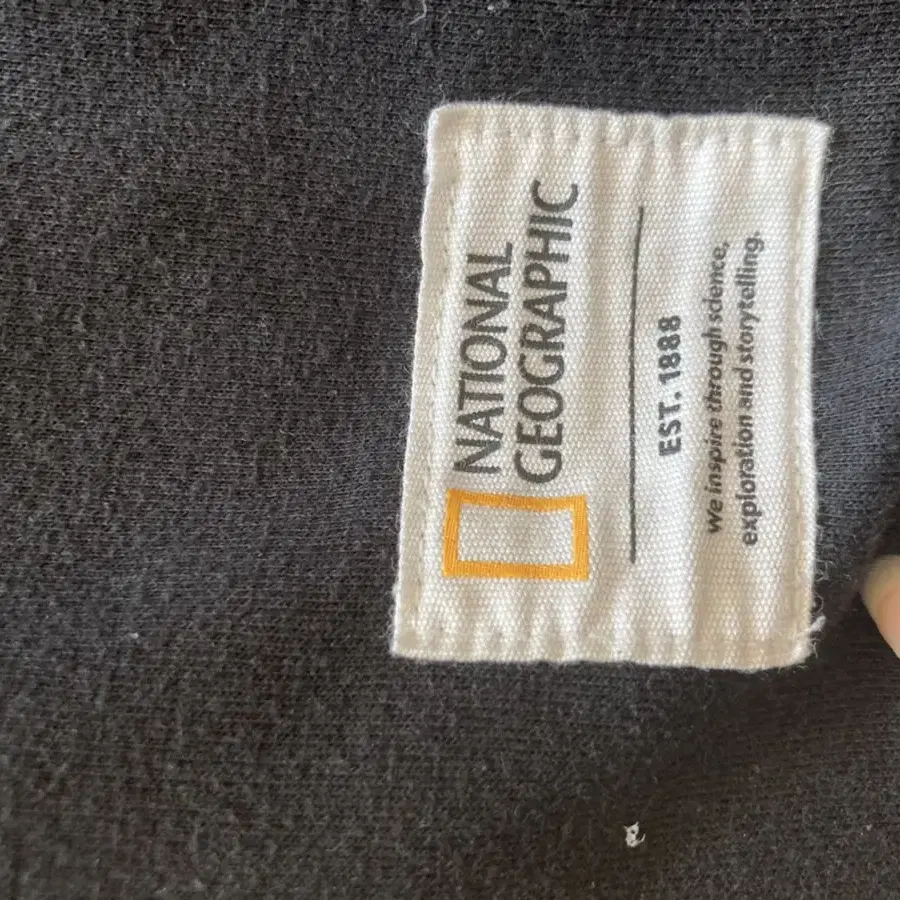 NATIONAL
GEOGRAPHIC
EST. 1888
We inspire through science,
exploration and storytelling.